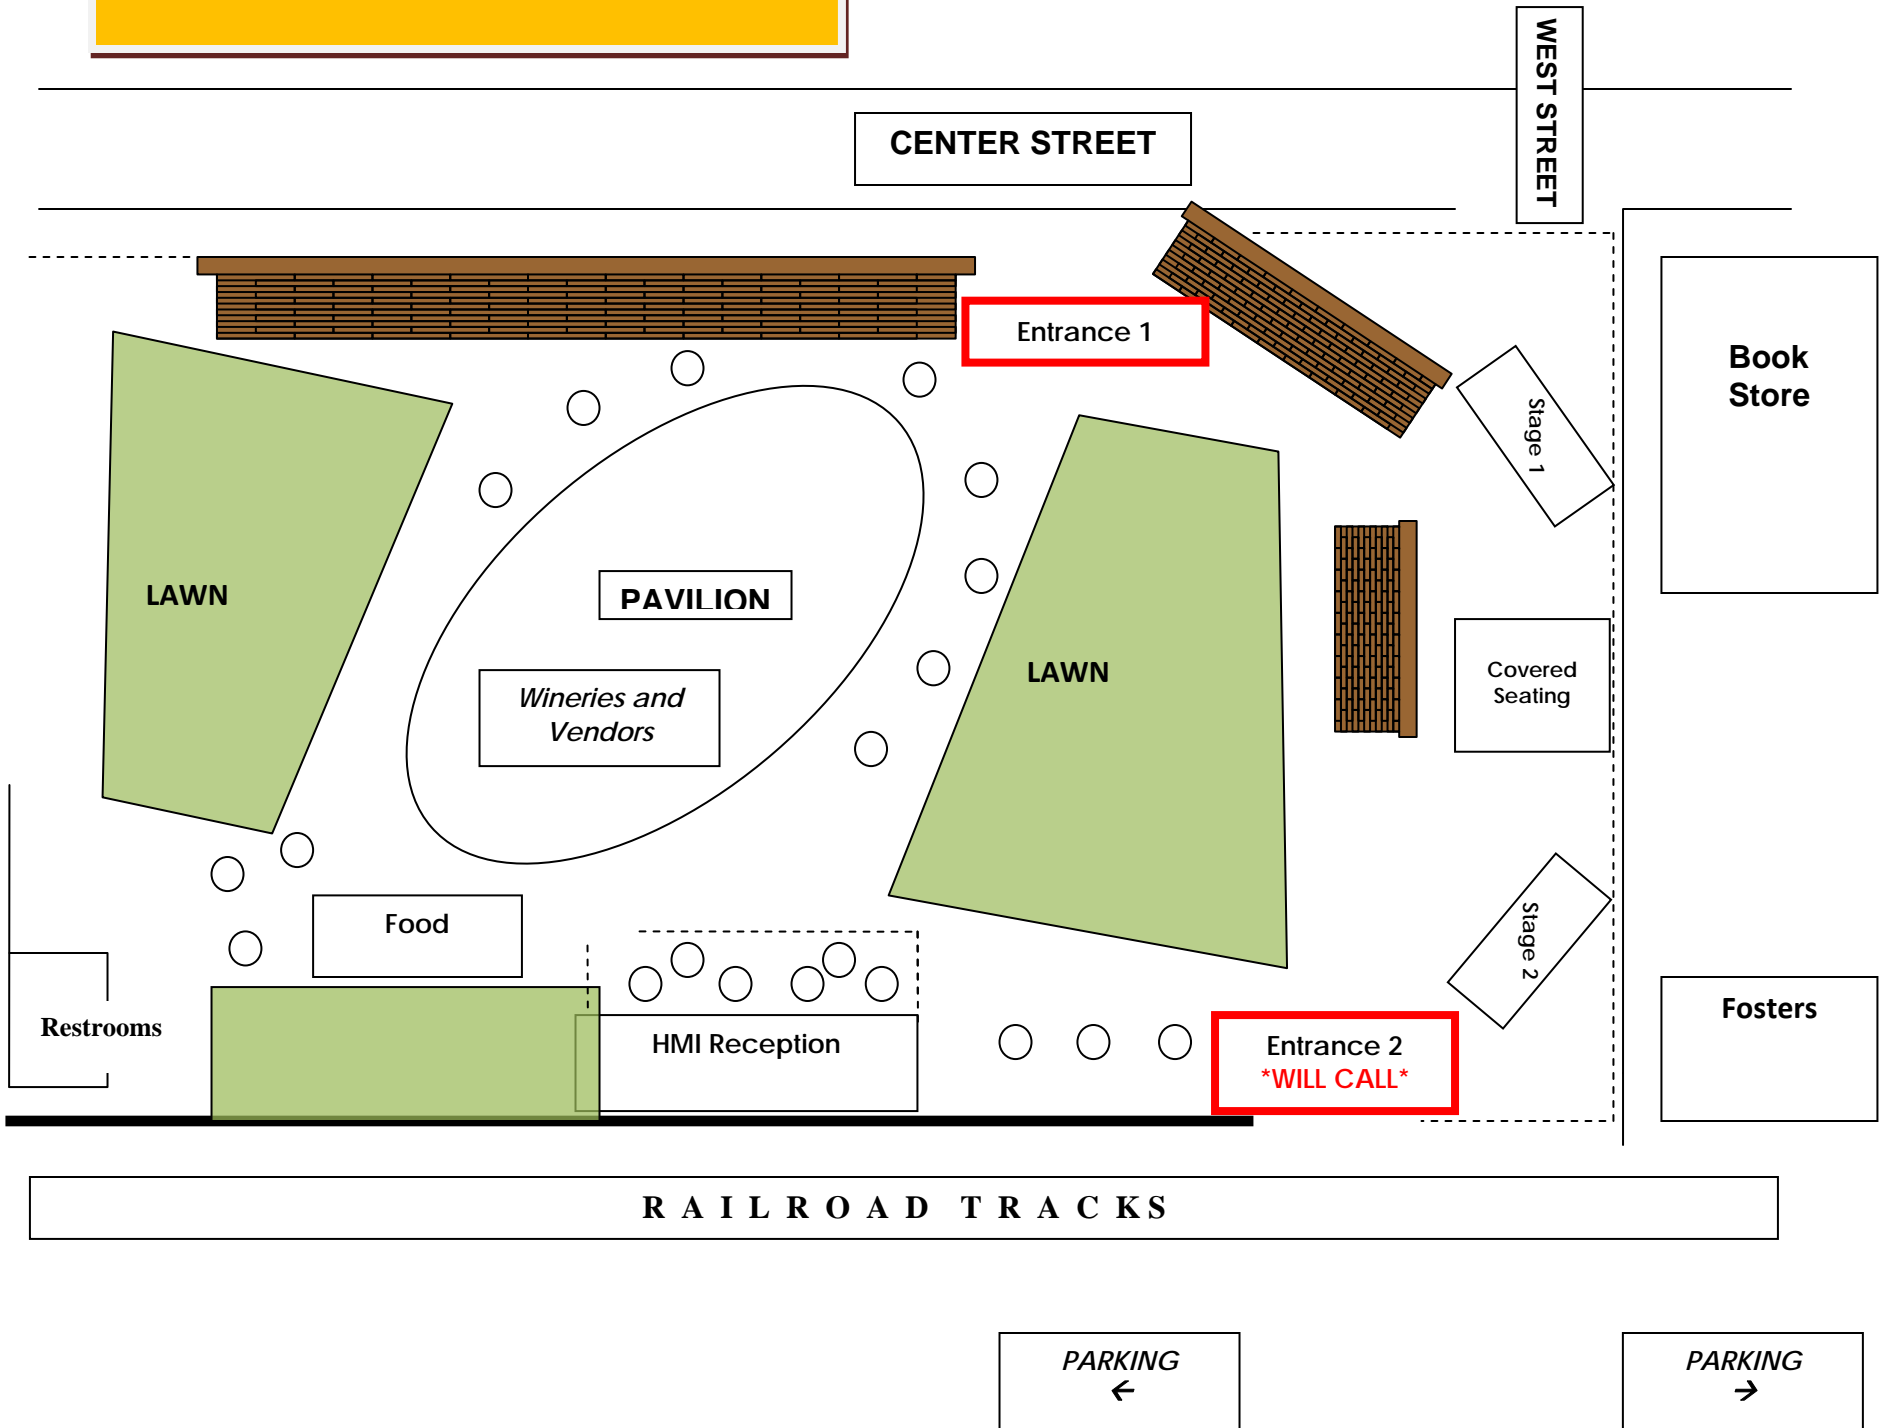 WEST STREET
CENTER STREET
Entrance 1
Book
Store
Stage 1
LAWN
PAVILION
LAWN
Covered
Seating
Wineries and
Vendors
Food
Stage 2
Restrooms
HMI Reception
Entrance 2
*WILL CALL*
Fosters
RAILROAD TRACKS
PARKING
←
PARKING
→